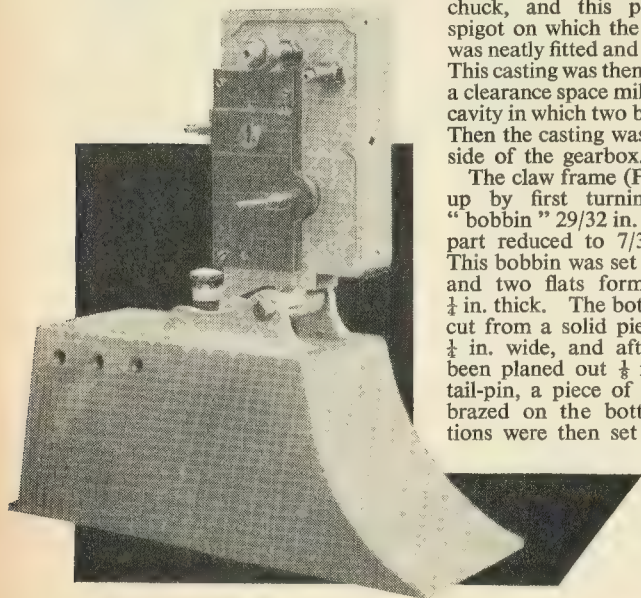 chuck, and this p
spigot on which the
was neatly fitted and
This casting was then
a clearance space mil
cavity in which two b
Then the casting was
side of the gearbox.
The claw frame (F
up by first turnin
“ bobbin ” 29/32 in.
part reduced to 7/3
This bobbin was set
and two flats form
¼ in. thick. The bot
cut from a solid pie
¼ in. wide, and aft
been planed out ⅛ i
tail-pin, a piece of
brazed on the bott
tions were then set